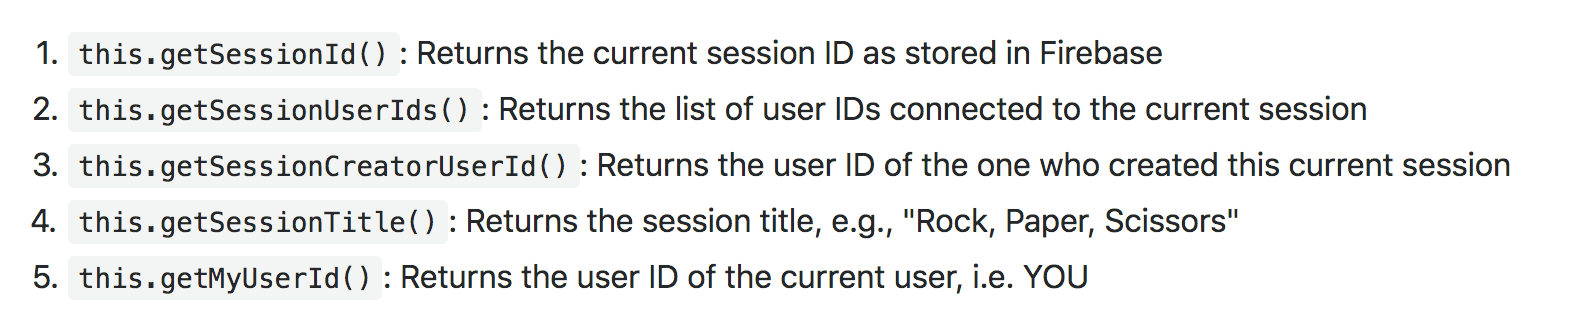 1. this.getSessionId() : Returns the current session ID as stored in Firebase
2. this.getSessionUserIds() : Returns the list of user IDs connected to the current session
3. this.getSessionCreatorUserId() : Returns the user ID of the one who created this current session
4. this.getSessionTitle() : Returns the session title, e.g., "Rock, Paper, Scissors"
5. this.getMyUserId() : Returns the user ID of the current user, i.e. YOU